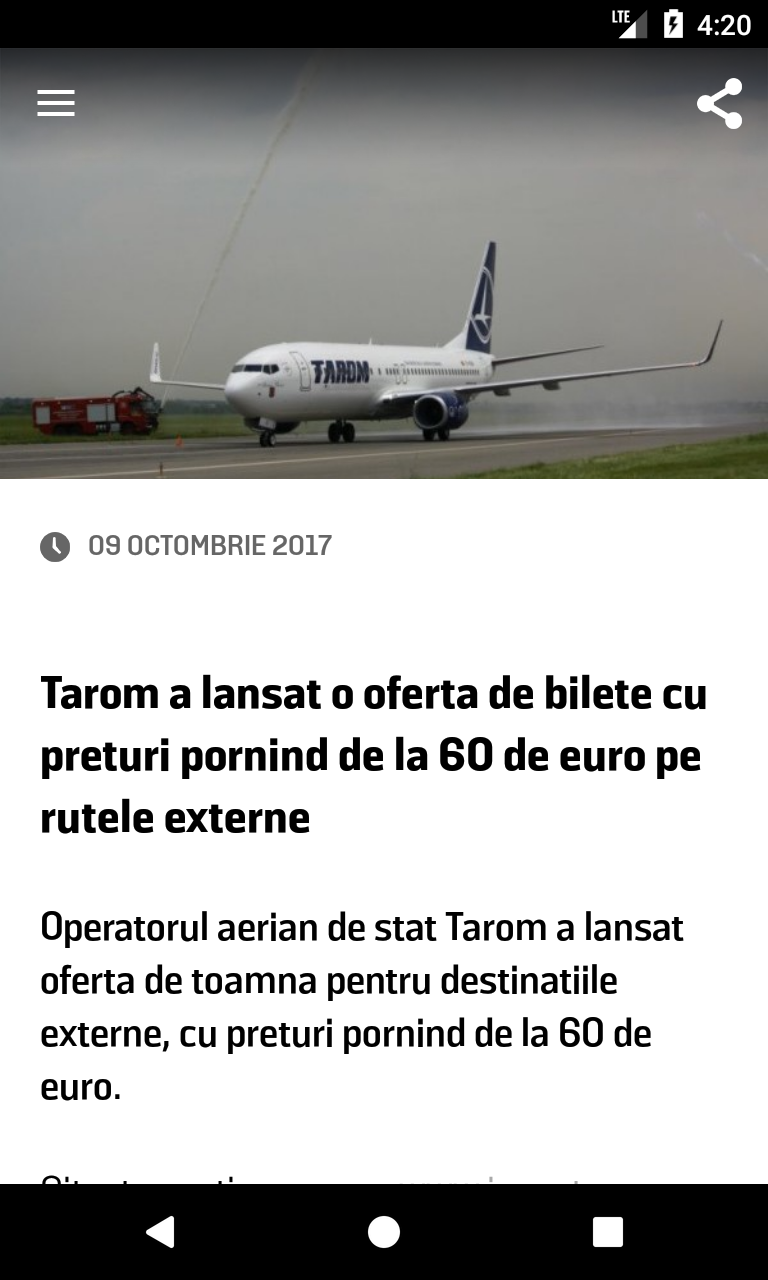 LTE 4:20
TAROM
09 OCTOMBRIE 2017
Tarom a lansat o oferta de bilete cu
preturi pornind de la 60 de euro pe
rutele externe
Operatorul aerian de stat Tarom a lansat
oferta de toamna pentru destinatiile
externe, cu preturi pornind de la 60 de
euro.